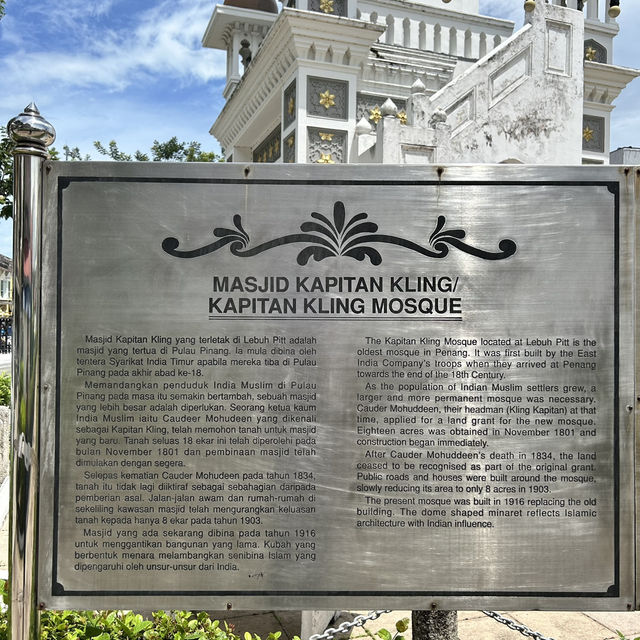 MASJID KAPITAN KLING/
KAPITAN KLING MOSQUE
Masjid Kapitan Kling yang terletak di Lebuh Pitt adalah
masjid yang tertua di Pulau Pinang. Ia mula dibina oleh
tentera Syarikat India Timur apabila mereka tiba di Pulau
Pinang pada akhir abad ke-18.
Memandangkan penduduk India Muslim di Pulau
Pinang pada masa itu semakin bertambah, sebuah masjid
yang lebih besar adalah diperlukan. Seorang ketua kaum
India Muslim iaitu Caudeer Mohudeen yang dikenali
sebagai Kapitan Kling, telah memohon tanah untuk masjid
yang baru. Tanah seluas 18 ekar ini telah diperolehi pada
bulan November 1801 dan pembinaan masjid telah
dimulakan dengan segera.
Selepas kematian Cauder Mohudeen pada tahun 1834,
tanah itu tidak lagi diiktiraf sebagai sebahagian daripada
pemberian asal. Jalan-jalan awam dan rumah-rumah di
sekeliling kawasan masjid telah mengurangkan keluasan
tanah kepada hanya 8 ekar pada tahun 1903.
Masjid yang ada sekarang dibina pada tahun 1916
untuk menggantikan bangunan yang lama. Kubah yang
berbentuk menara melambangkan senibina Islam yang
dipengaruhi oleh unsur-unsur dari India.
The Kapitan Kling Mosque located at Lebuh Pitt is the
oldest mosque in Penang. It was first built by the East
India Company's troops when they arrived at Penang
towards the end of the 18th Century.
As the population of Indian Muslim settlers grew, a
larger and more permanent mosque was necessary.
Cauder Mohuddeen, their headman (Kling Kapitan) at that
time, applied for a land grant for the new mosque.
Eighteen acres was obtained in November 1801 and
construction began immediately.
After Cauder Mohuddeen's death in 1834, the land
ceased to be recognised as part of the original grant.
Public roads and houses were built around the mosque,
slowly reducing its area to only 8 acres in 1903.
The present mosque was built in 1916 replacing the old
building. The dome shaped minaret reflects Islamic
architecture with Indian influence.